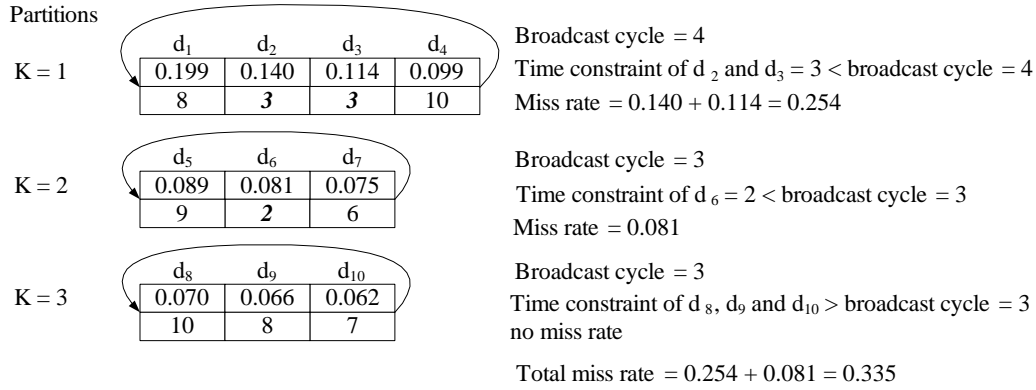 Partitions
K = 1
d1 d2 d3 d4
0.199 0.140 0.114 0.099
8 3 3 10
Broadcast cycle = 4
Time constraint of d 2 and d3 = 3 < broadcast cycle = 4
Miss rate = 0.140 + 0.114 = 0.254
K = 2
d5 d6 d7
0.089 0.081 0.075
9 2 6
Broadcast cycle = 3
Time constraint of d 6 = 2 < broadcast cycle = 3
Miss rate = 0.081
K = 3
d8 d9 d10
0.070 0.066 0.062
10 8 7
Broadcast cycle = 3
Time constraint of d 8, d9 and d10 > broadcast cycle = 3
no miss rate
Total miss rate = 0.254 + 0.081 = 0.335